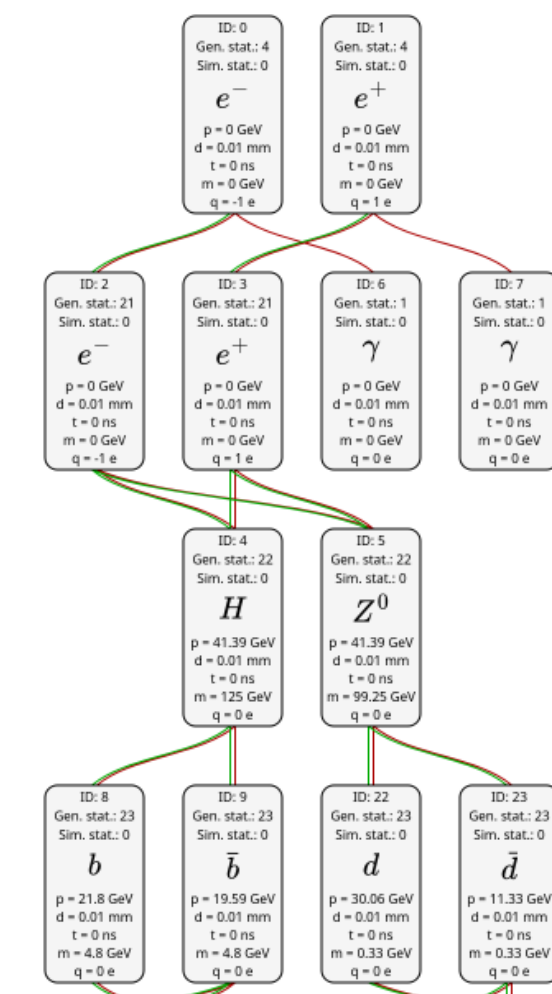 ID: 0
Gen. stat.: 4
Sim. stat.: 0
e⁻
p = 0 GeV
d = 0.01 mm
t = 0 ns
m = 0 GeV
q = -1 e
ID: 1
Gen. stat.: 4
Sim. stat.: 0
e⁺
p = 0 GeV
d = 0.01 mm
t = 0 ns
m = 0 GeV
q = 1 e
ID: 2
Gen. stat.: 21
Sim. stat.: 0
e⁻
p = 0 GeV
d = 0.01 mm
t = 0 ns
m = 0 GeV
q = -1 e
ID: 3
Gen. stat.: 21
Sim. stat.: 0
e⁺
p = 0 GeV
d = 0.01 mm
t = 0 ns
m = 0 GeV
q = 1 e
ID: 6
Gen. stat.: 1
Sim. stat.: 0
γ
p = 0 GeV
d = 0.01 mm
t = 0 ns
m = 0 GeV
q = 0 e
ID: 7
Gen. stat.: 1
Sim. stat.: 0
γ
p = 0 GeV
d = 0.01 mm
t = 0 ns
m = 0 GeV
q = 0 e
ID: 4
Gen. stat.: 22
Sim. stat.: 0
H
p = 41.39 GeV
d = 0.01 mm
t = 0 ns
m = 125 GeV
q = 0 e
ID: 5
Gen. stat.: 22
Sim. stat.: 0
Z⁰
p = 41.39 GeV
d = 0.01 mm
t = 0 ns
m = 99.25 GeV
q = 0 e
ID: 8
Gen. stat.: 23
Sim. stat.: 0
b
p = 21.8 GeV
d = 0.01 mm
t = 0 ns
m = 4.8 GeV
q = 0 e
ID: 9
Gen. stat.: 23
Sim. stat.: 0
b̄
p = 19.59 GeV
d = 0.01 mm
t = 0 ns
m = 4.8 GeV
q = 0 e
ID: 22
Gen. stat.: 23
Sim. stat.: 0
d
p = 30.06 GeV
d = 0.01 mm
t = 0 ns
m = 0.33 GeV
q = 0 e
ID: 23
Gen. stat.: 23
Sim. stat.: 0
d̄
p = 11.33 GeV
d = 0.01 mm
t = 0 ns
m = 0.33 GeV
q = 0 e